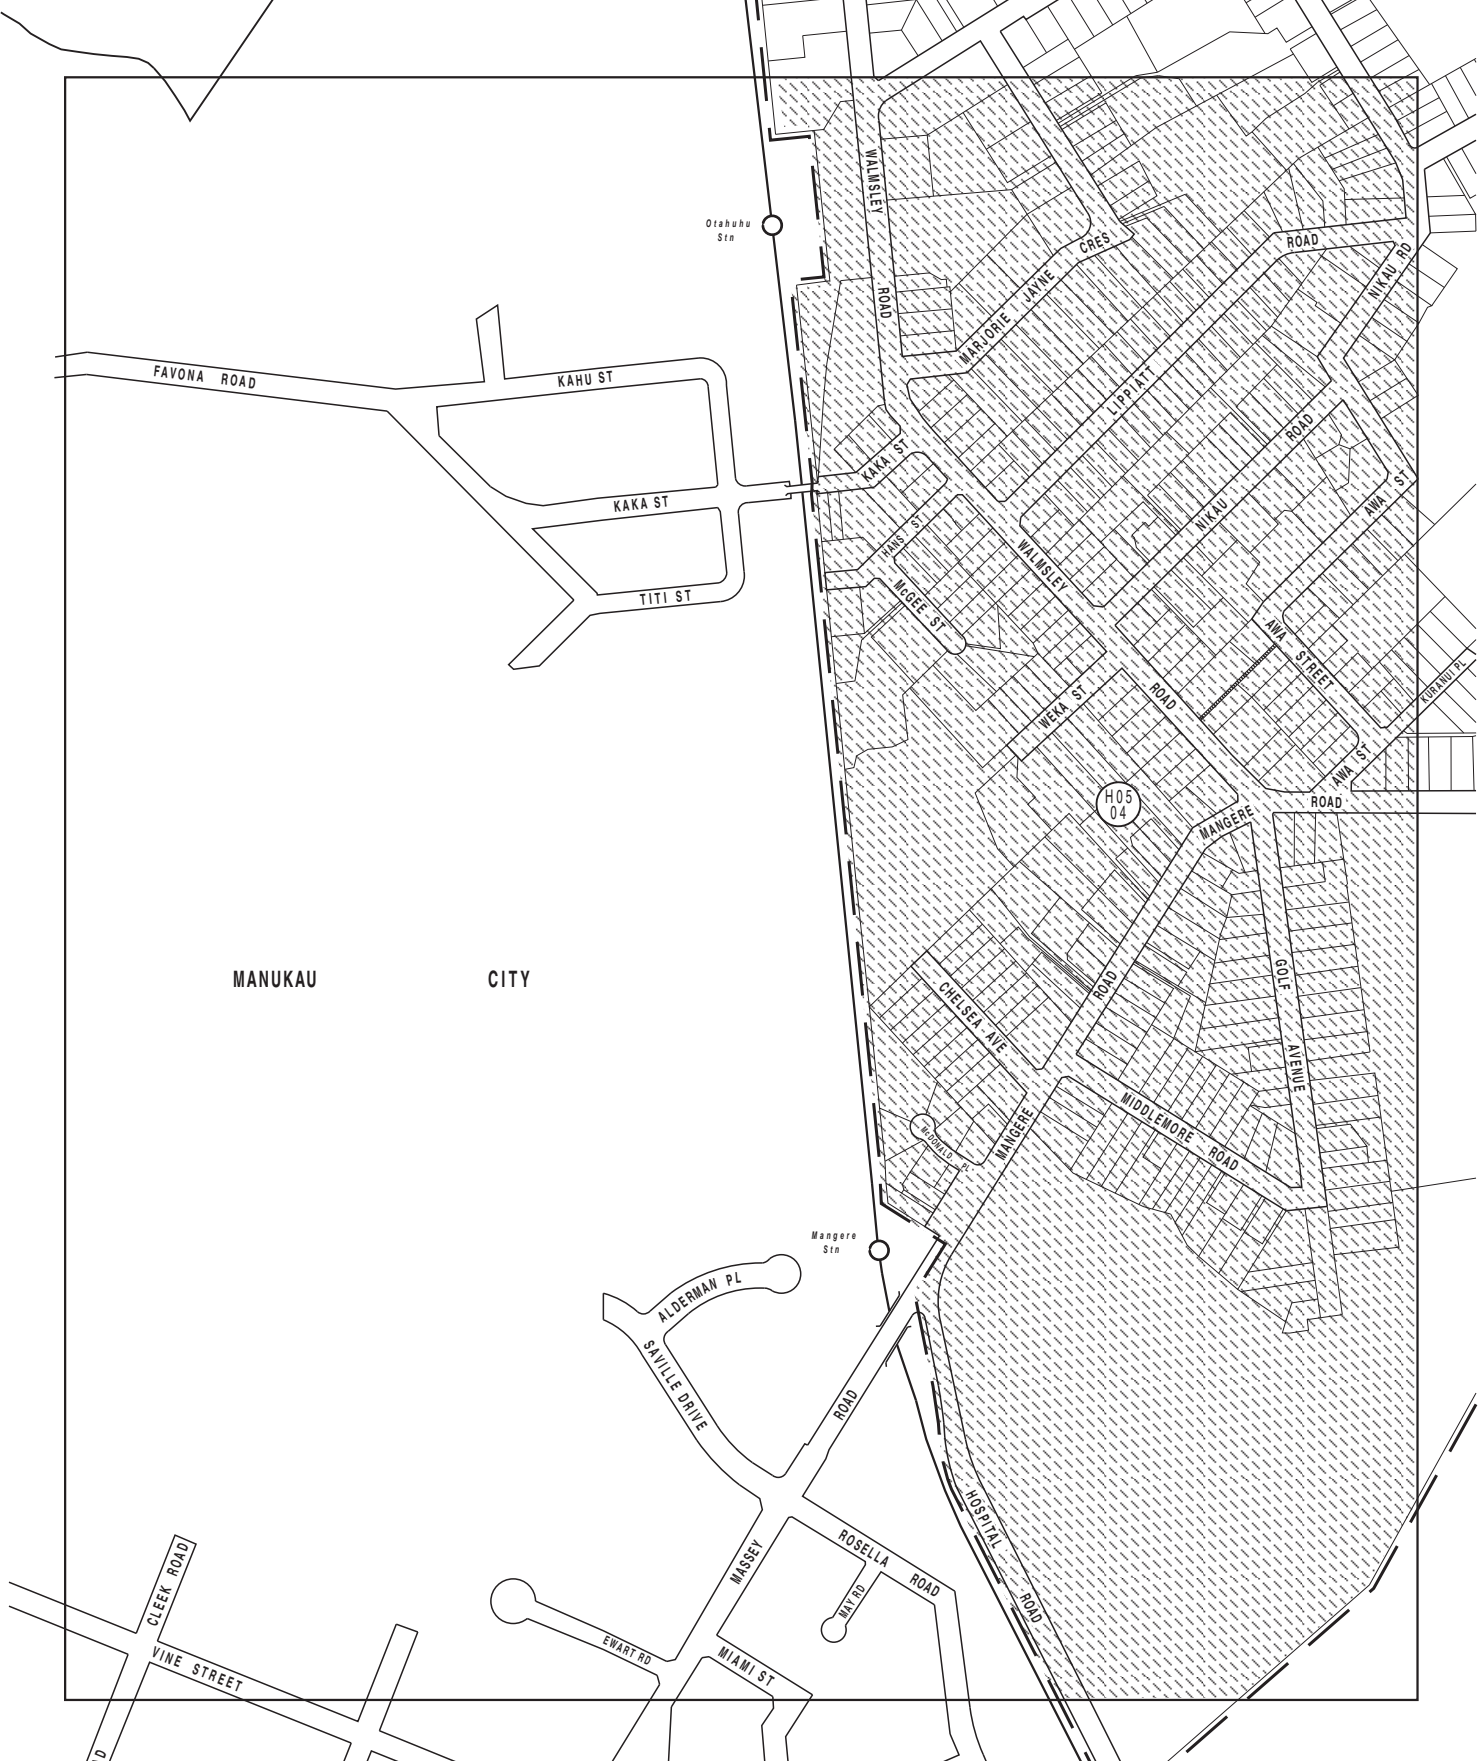 WALMSLEY
ROAD
Otahuhu
Stn
MARJORIE JAYNE CRES
ROAD
NIKAU RD
FAVONA ROAD
KAHU ST
LIPPIATT
ROAD
NIKAU
KAKA ST
KAKA ST
AWA ST
HANS ST
WALMSLEY
TITI ST
McGEE ST
AWA STREET
KURANUI PL
WEKA ST
ROAD
AWA ST
H05
04
ROAD
MANGERE
MANUKAU CITY
GOLF
ROAD
CHELSEA AVE
AVENUE
MIDDLEMORE ROAD
McDONALD PL
MANGERE
Mangere
Stn
ALDERMAN PL
SAVILLE DRIVE
ROAD
HOSPITAL
ROAD
MASSEY
ROSELLA ROAD
MAY RD
CLEEK ROAD
EWART RD
MIAMI ST
VINE STREET
D